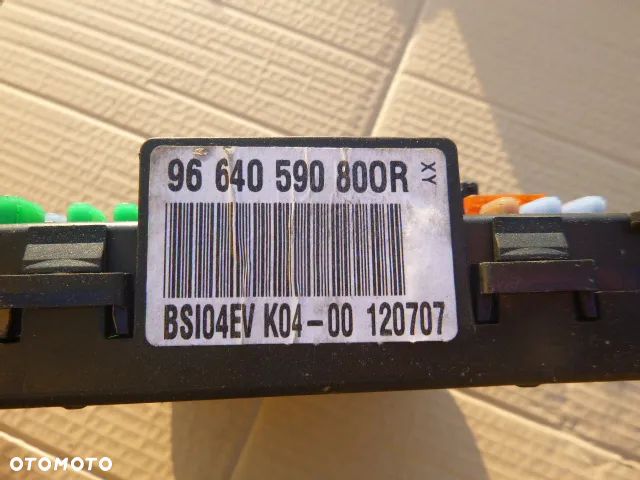 96 640 590 800R
XY
BSI04EV K04-00 120707
OTOMOTO